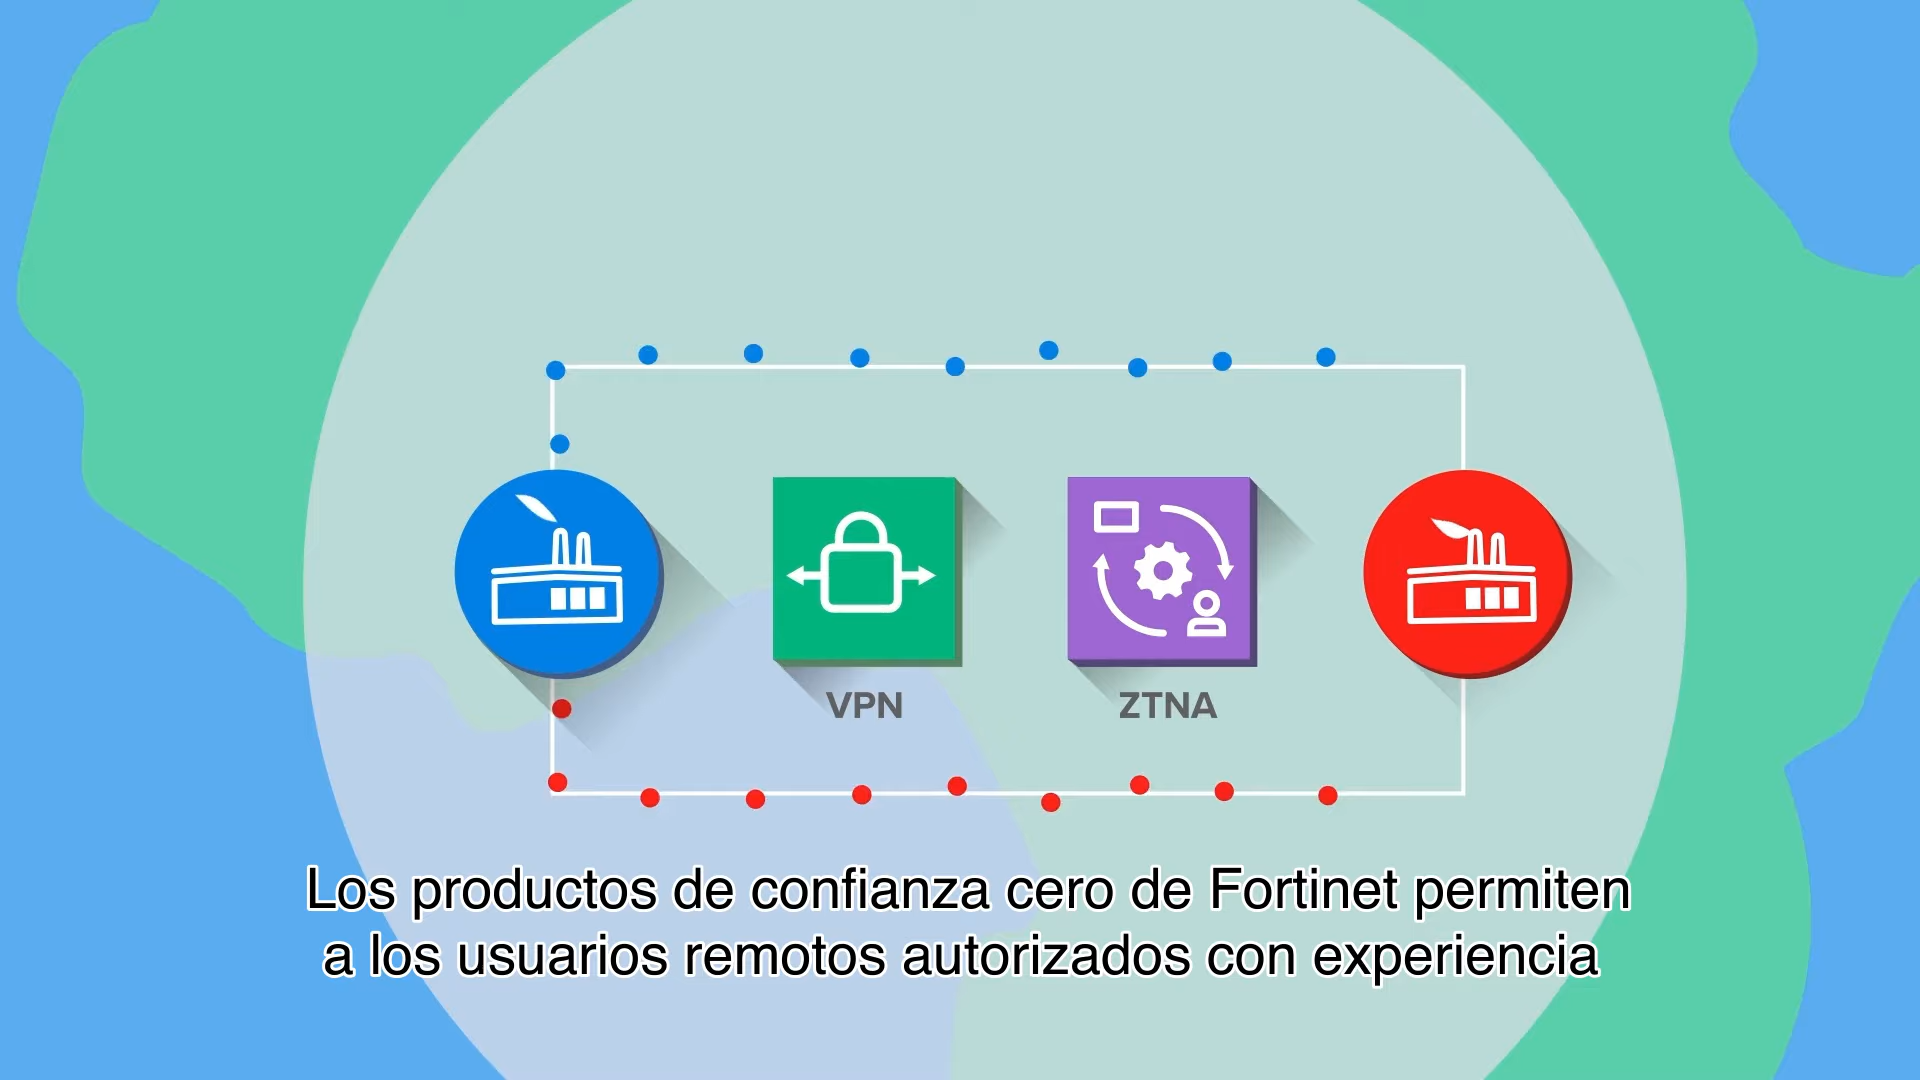 VPN
ZTNA
Los productos de confianza cero de Fortinet permiten
a los usuarios remotos autorizados con experiencia